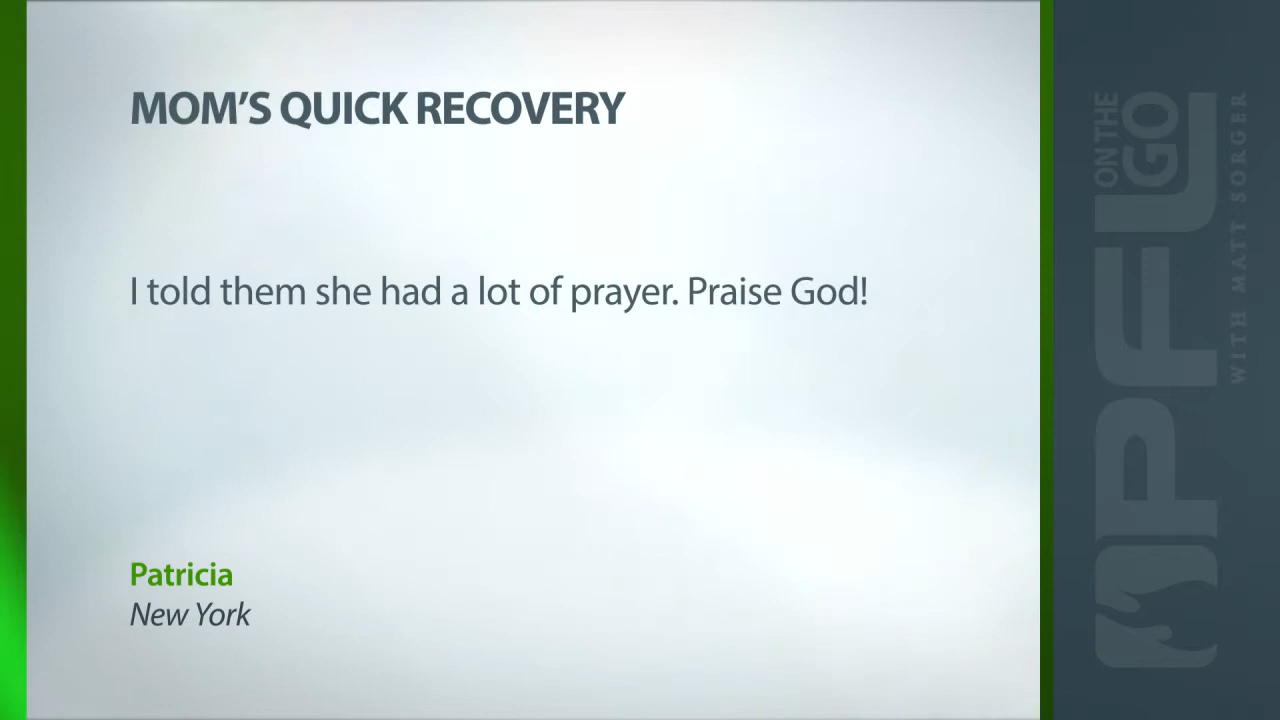 MOM’S QUICK RECOVERY
I told them she had a lot of prayer. Praise God!
Patricia
New York
PFL
ON THE
GO
WITH MATT SORGER